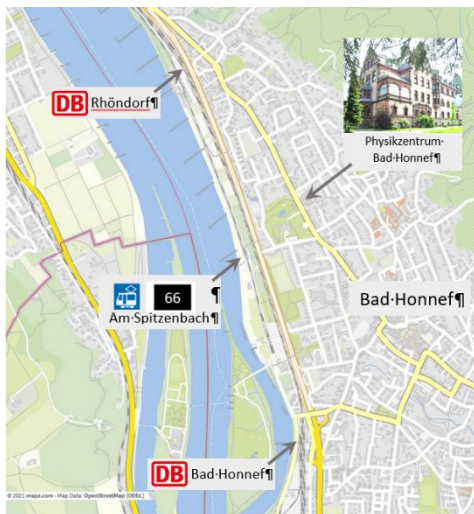 DB Rhöndorf¶
Physikzentrum·
Bad·Honnef¶
66 ¶
Am·Spitzenbach¶
Bad·Honnef¶
DB Bad·Honnef¶
© 2021 mapz.com - Map Data: OpenStreetMap (ODbL)